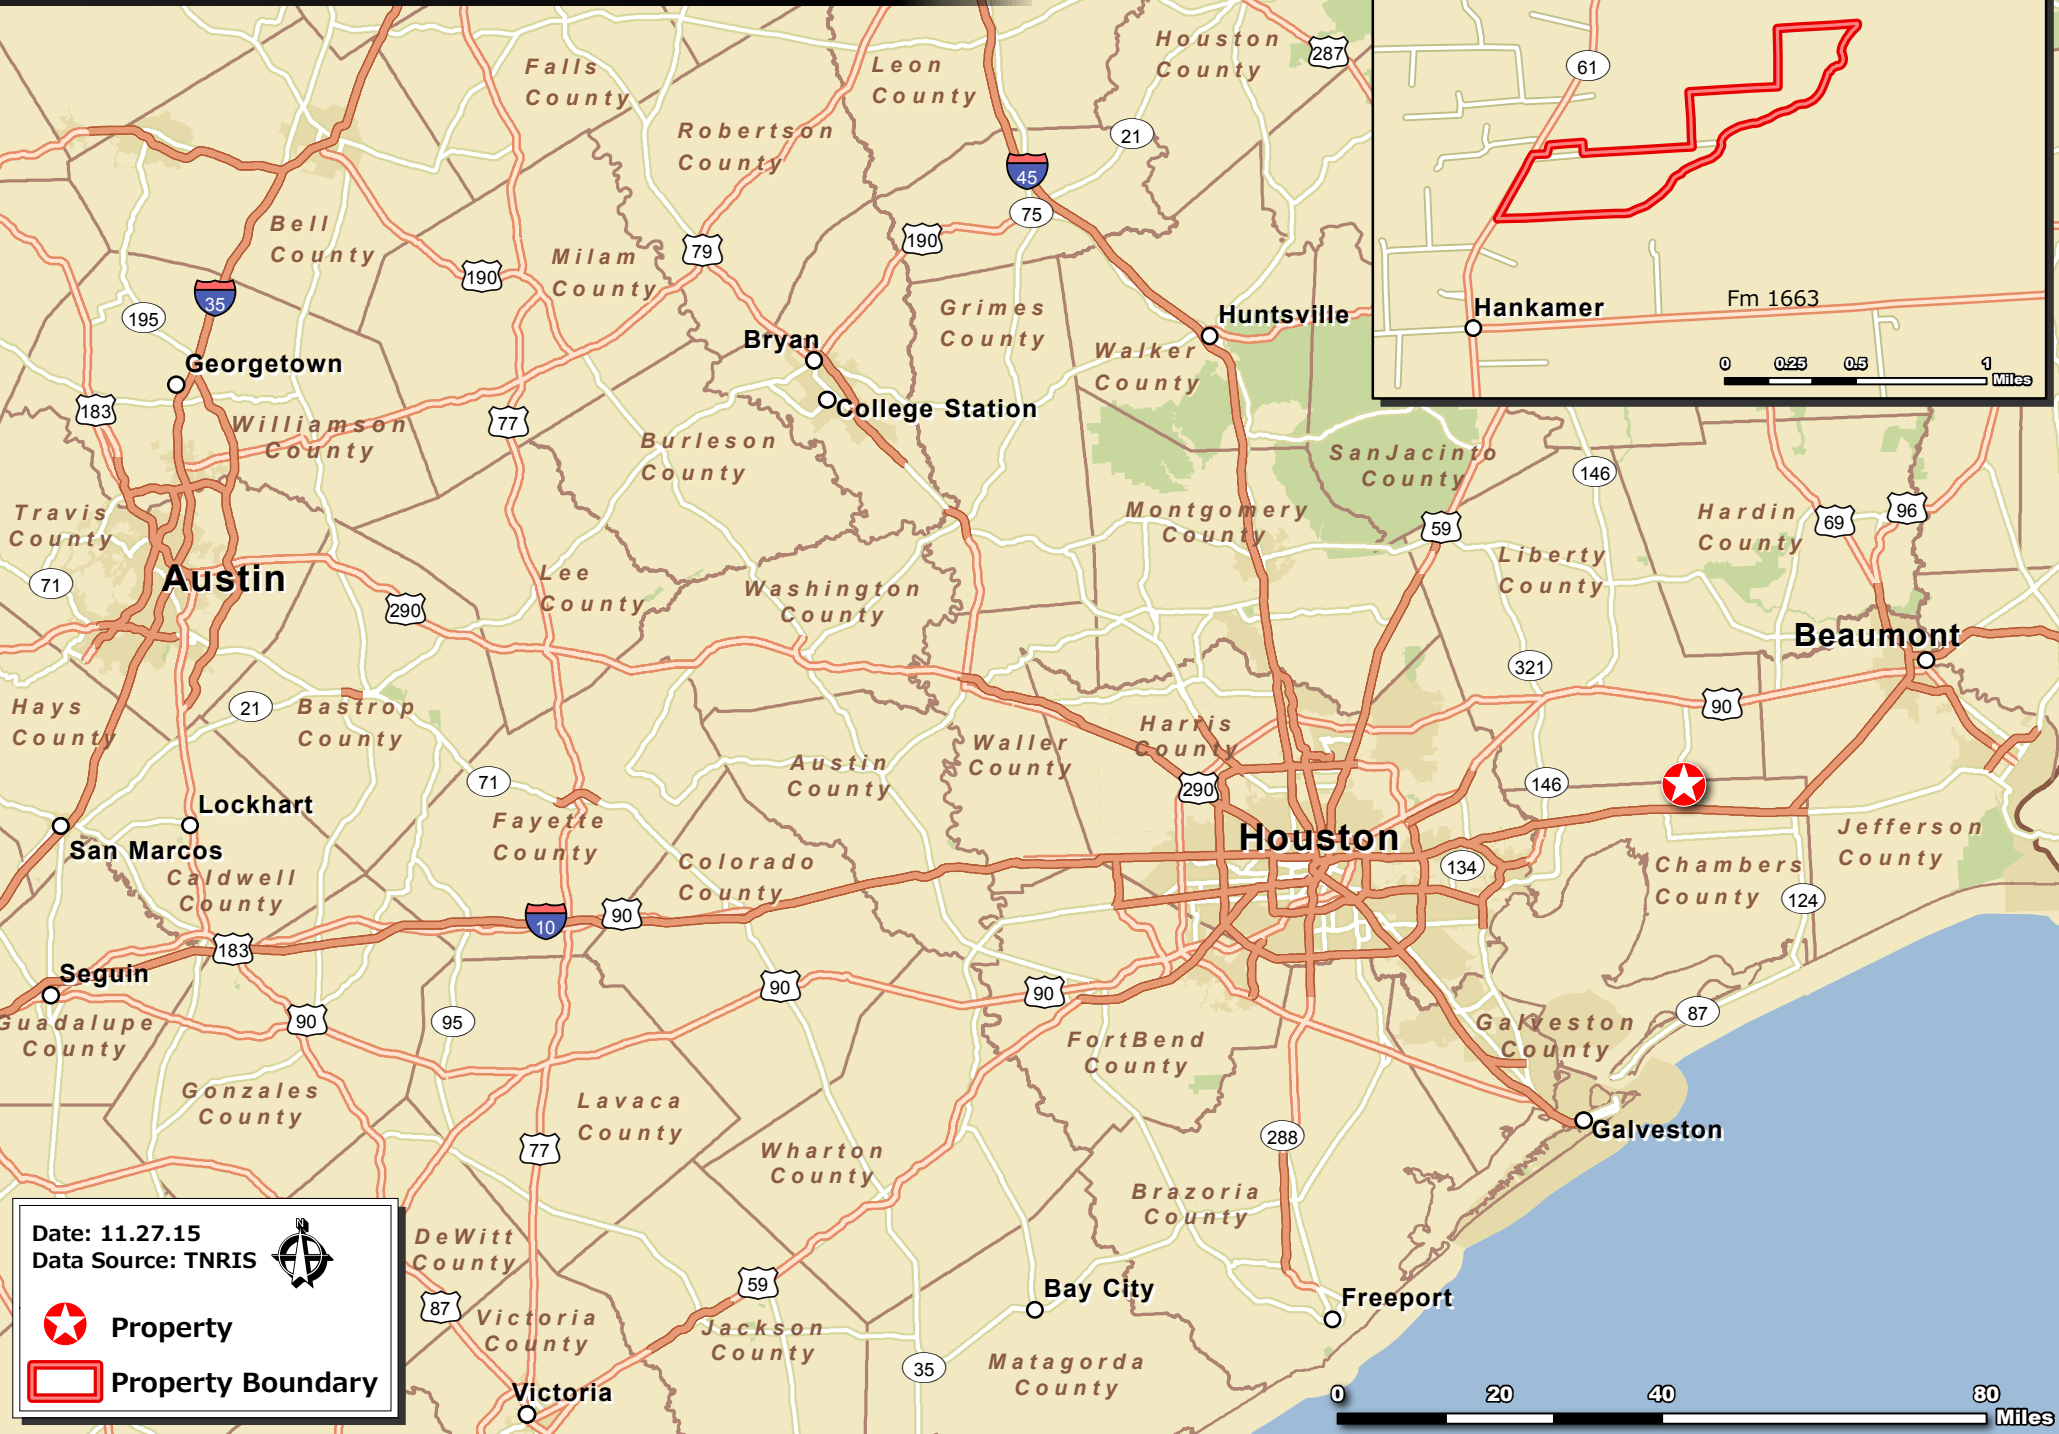 Falls
County
Leon
County
Houston
County
287
Robertson
County
21
45
75
Bell
County
190
79
Milam
County
190
35
195
Grimes
County
Huntsville
Bryan
Walker
County
Georgetown
College Station
183
77
Williamson
County
Burleson
County
SanJacinto
County
146
Travis
County
Montgomery
County
59
Hardin
County
69
96
Liberty
County
71
Austin
Lee
County
Washington
County
290
Beaumont
321
Hays
County
21
Bastrop
County
90
Harris
County
Waller
County
Austin
County
71
290
146
Lockhart
San Marcos
Fayette
County
Houston
Jefferson
County
Colorado
County
134
Chambers
County
124
Caldwell
County
10
90
183
Seguin
90
90
Guadalupe
County
90
95
87
Galveston
County
FortBend
County
Gonzales
County
Lavaca
County
Galveston
77
288
Wharton
County
Brazoria
County
DeWitt
County
59
Bay City
Freeport
87
Victoria
County
Jackson
County
35
Matagorda
County
Victoria
61
Hankamer
Fm 1663
0 0.25 0.5 1
Miles
N
Date: 11.27.15
Data Source: TNRIS
Property
Property Boundary
0 20 40 80
Miles